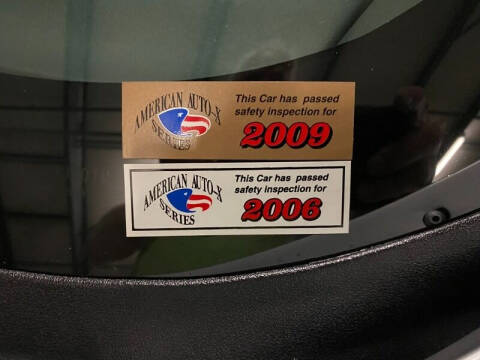 AMERICAN AUTO-X
SERIES
This Car has passed
safety inspection for
2009
AMERICAN AUTO-X
SERIES
This Car has passed
safety inspection for
2006